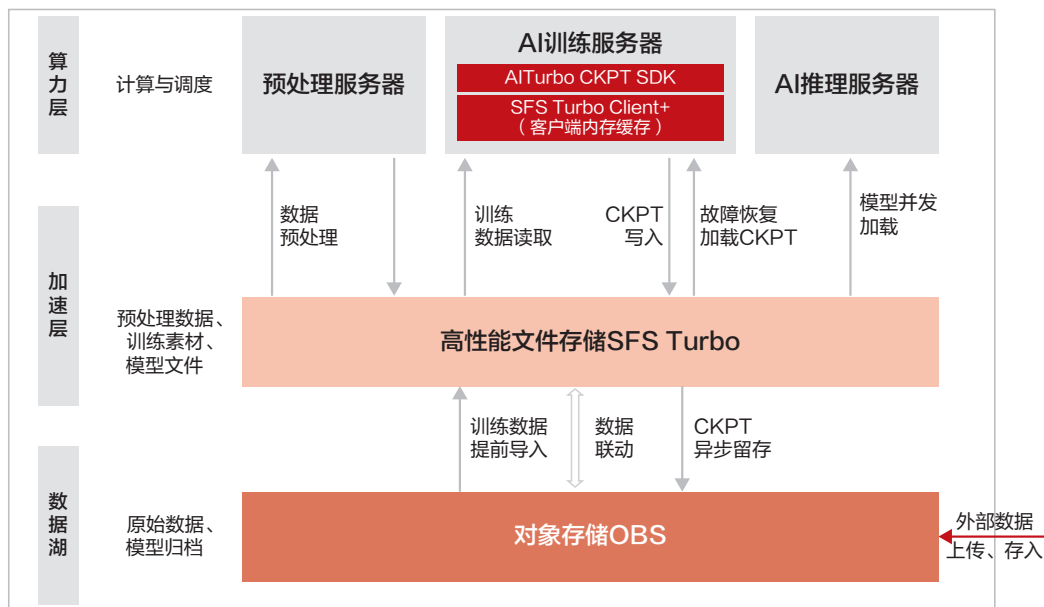 算
力
层
计算与调度
预处理服务器
AI训练服务器
AITurbo CKPT SDK
SFS Turbo Client+
（客户端内存缓存）
AI推理服务器
数据
预处理
训练
数据读取
CKPT
写入
故障恢复
加载CKPT
模型并发
加载
加
速
层
预处理数据、
训练素材、
模型文件
高性能文件存储SFS Turbo
训练数据
提前导入
数据
联动
CKPT
异步留存
数
据
湖
原始数据、
模型归档
对象存储OBS
外部数据
上传、存入